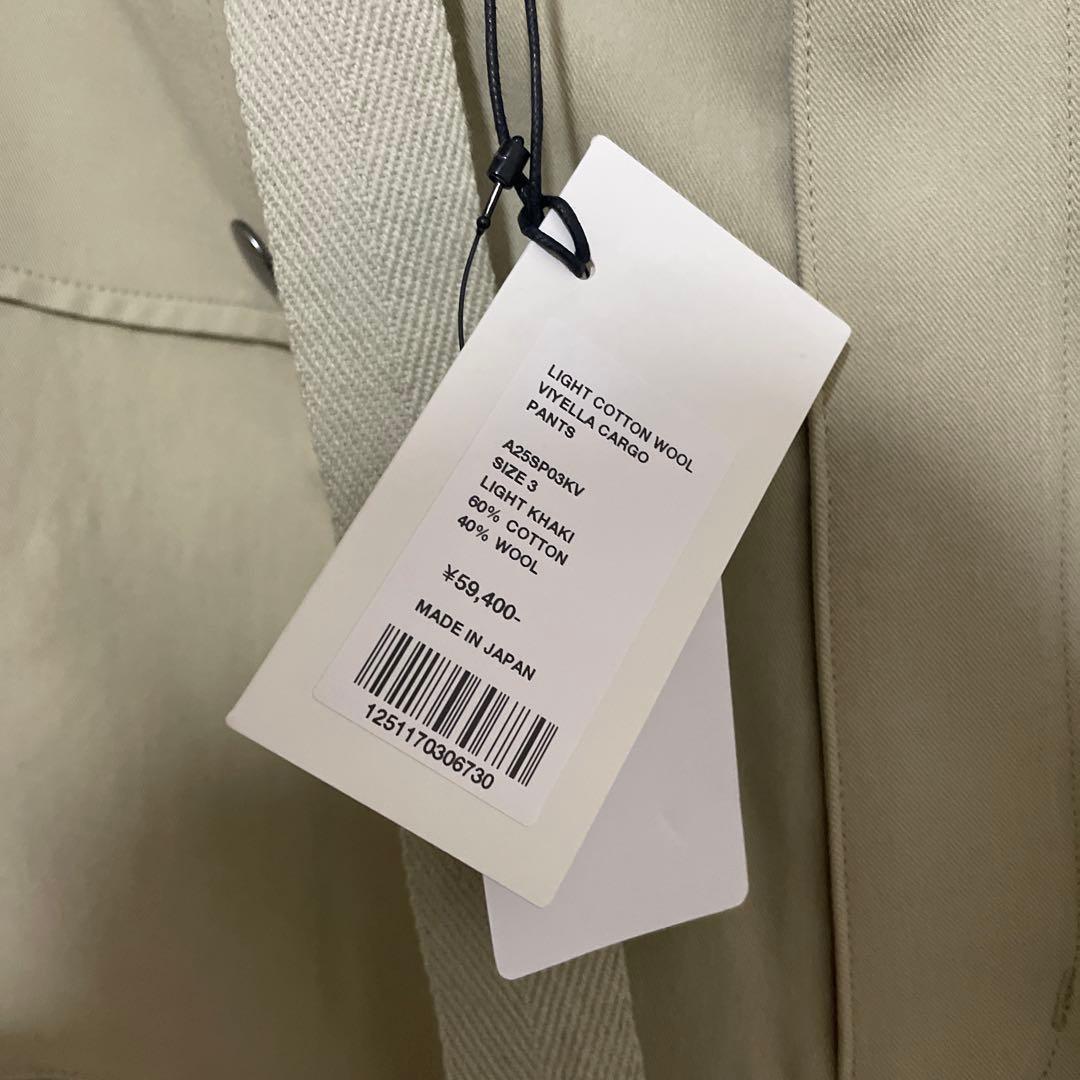 LIGHT COTTON WOOL
VIYELLA CARGO
PANTS
A25SP03KV
SIZE 3
LIGHT KHAKI
60% COTTON
40% WOOL
¥59,400-
MADE IN JAPAN
1251170306730